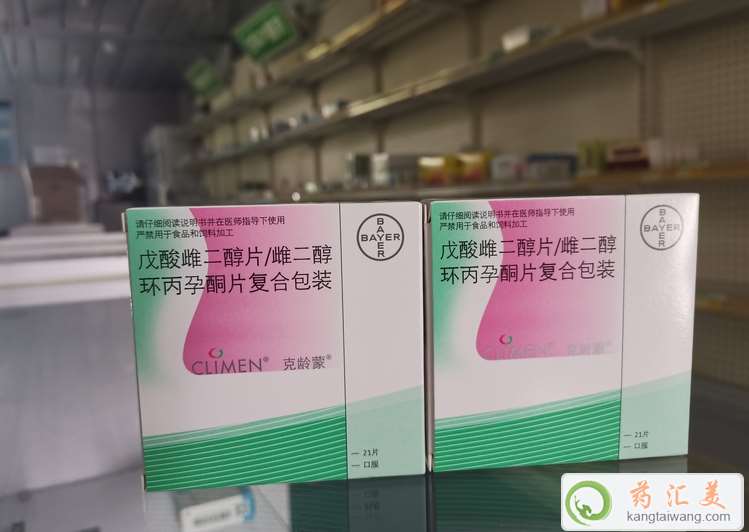 请仔细阅读说明书并在医师指导下使用
严禁用于食品和饲料加工
戊酸雌二醇片/雌二醇
环丙孕酮片复合包装
BAYER
BAYER
CLIMEN® 克龄蒙®
21片
口服
请仔细阅读说明书并在医师指导下使用
严禁用于食品和饲料加工
戊酸雌二醇片/雌二醇
环丙孕酮片复合包装
BAYER
BAYER
CLIMEN® 克龄蒙®
21片
口服
药汇美
kangtaiwang.com